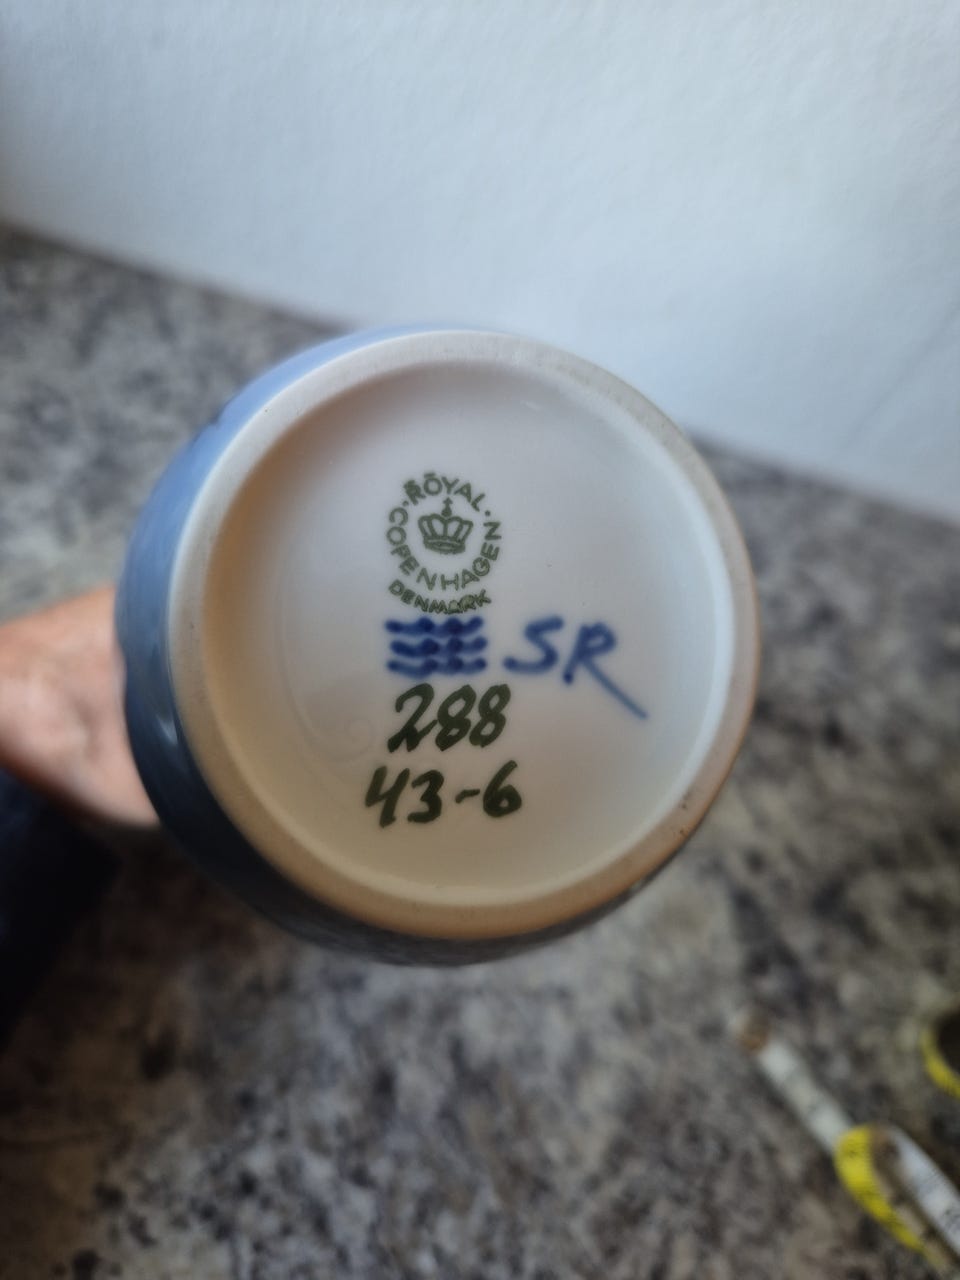 ROYAL · COPENHAGEN ·
DENMARK
SR
288
43-6